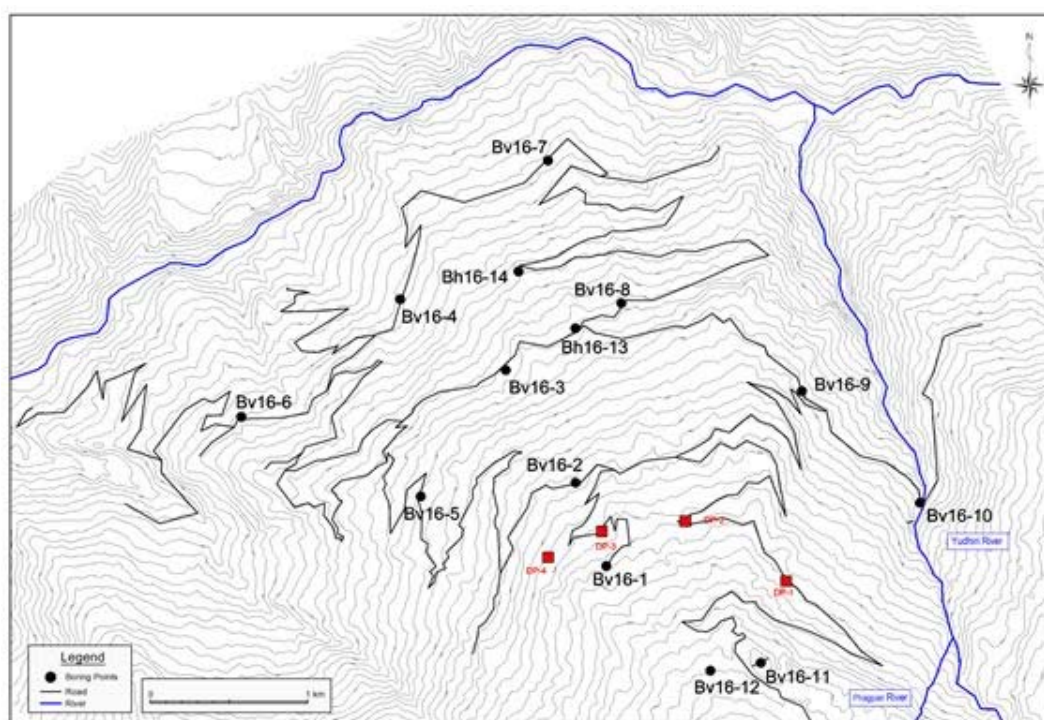 N
Bv16-7
Bh16-14
Bv16-8
Bv16-4
Bh16-13
Bv16-3
Bv16-9
Bv16-6
Bv16-2
Bv16-5
Bv16-10
DP-2
DP-3
Yudhin River
DP-4
Bv16-1
DP-1
Bv16-11
Bv16-12
Legend
Boring Points
Road
River
0
1 km
River